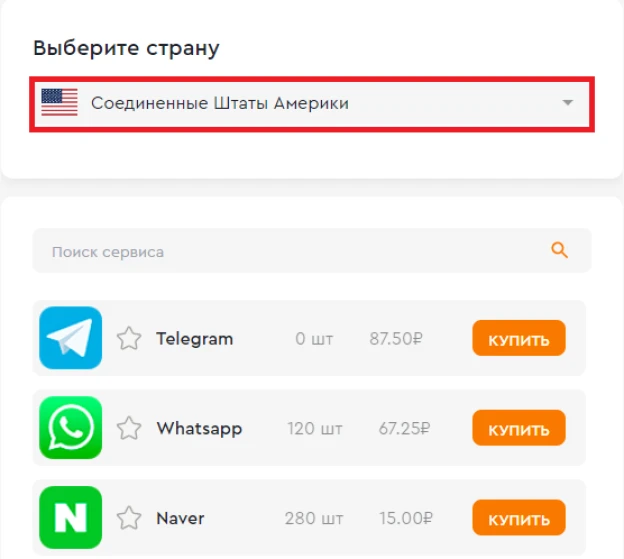 Выберите страну
Соединенные Штаты Америки
Поиск сервиса
Telegram 0 шт 87.50₽ КУПИТЬ
Whatsapp 120 шт 67.25₽ КУПИТЬ
N Naver 280 шт 15.00₽ КУПИТЬ